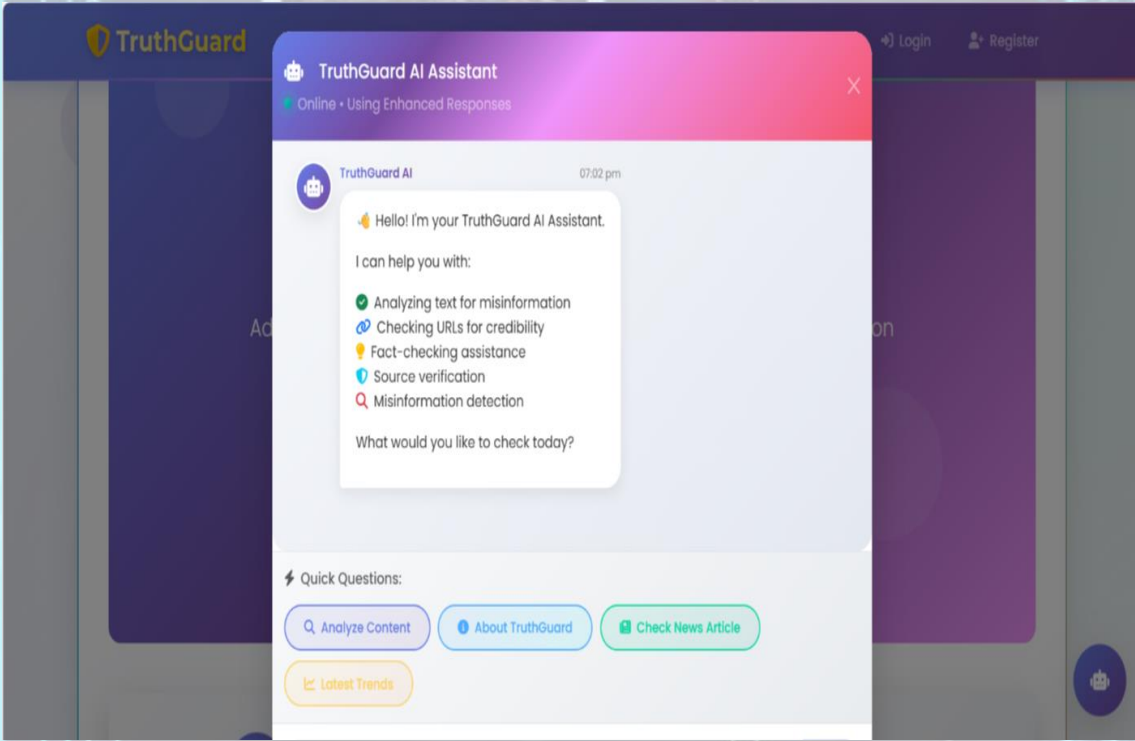 TruthGuard
Login
Register
TruthGuard AI Assistant
Online • Using Enhanced Responses
X
TruthGuard AI
07:02 pm
👋 Hello! I'm your TruthGuard AI Assistant.
I can help you with:
Analyzing text for misinformation
Checking URLs for credibility
Fact-checking assistance
Source verification
Misinformation detection
What would you like to check today?
Ad
on
Quick Questions:
Analyze Content
About TruthGuard
Check News Article
Latest Trends